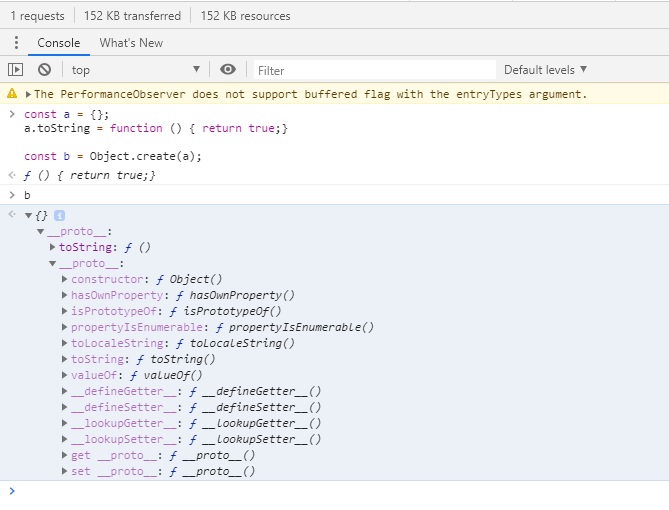 1 requests 152 KB transferred 152 KB resources
Console What's New
top Filter Default levels ▼
▶The PerformanceObserver does not support buffered flag with the entryTypes argument.
> const a = {};
a.toString = function () { return true;}
const b = Object.create(a);
ƒ () { return true;}
> b
▼{} i
▼__proto__:
▶toString: ƒ ()
▼__proto__:
▶constructor: ƒ Object()
▶hasOwnProperty: ƒ hasOwnProperty()
▶isPrototypeOf: ƒ isPrototypeOf()
▶propertyIsEnumerable: ƒ propertyIsEnumerable()
▶toLocaleString: ƒ toLocaleString()
▶toString: ƒ toString()
▶valueOf: ƒ valueOf()
▶__defineGetter__: ƒ __defineGetter__()
▶__defineSetter__: ƒ __defineSetter__()
▶__lookupGetter__: ƒ __lookupGetter__()
▶__lookupSetter__: ƒ __lookupSetter__()
▶get __proto__: ƒ __proto__()
▶set __proto__: ƒ __proto__()
>